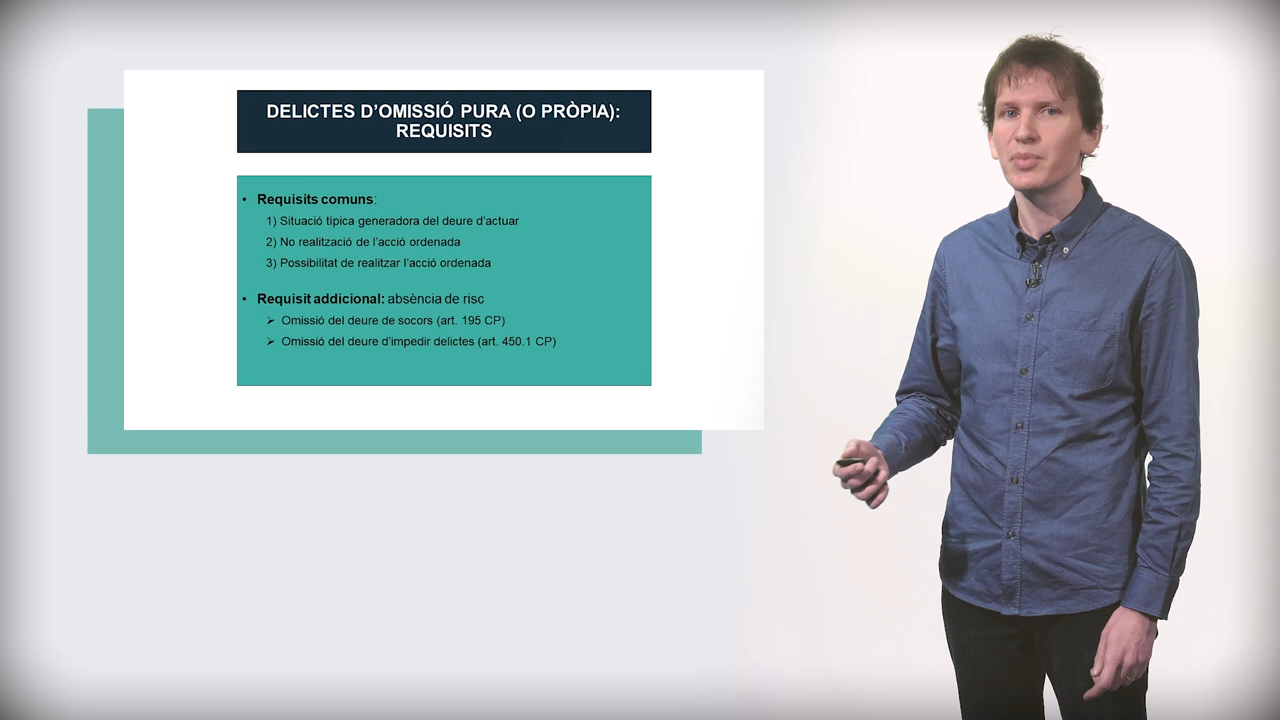 DELICTES D'OMISSIÓ PURA (O PRÒPIA):
REQUISITS
• Requisits comuns:
1) Situació típica generadora del deure d'actuar
2) No realització de l'acció ordenada
3) Possibilitat de realitzar l'acció ordenada
• Requisit addicional: absència de risc
➢ Omissió del deure de socors (art. 195 CP)
➢ Omissió del deure d'impedir delictes (art. 450.1 CP)